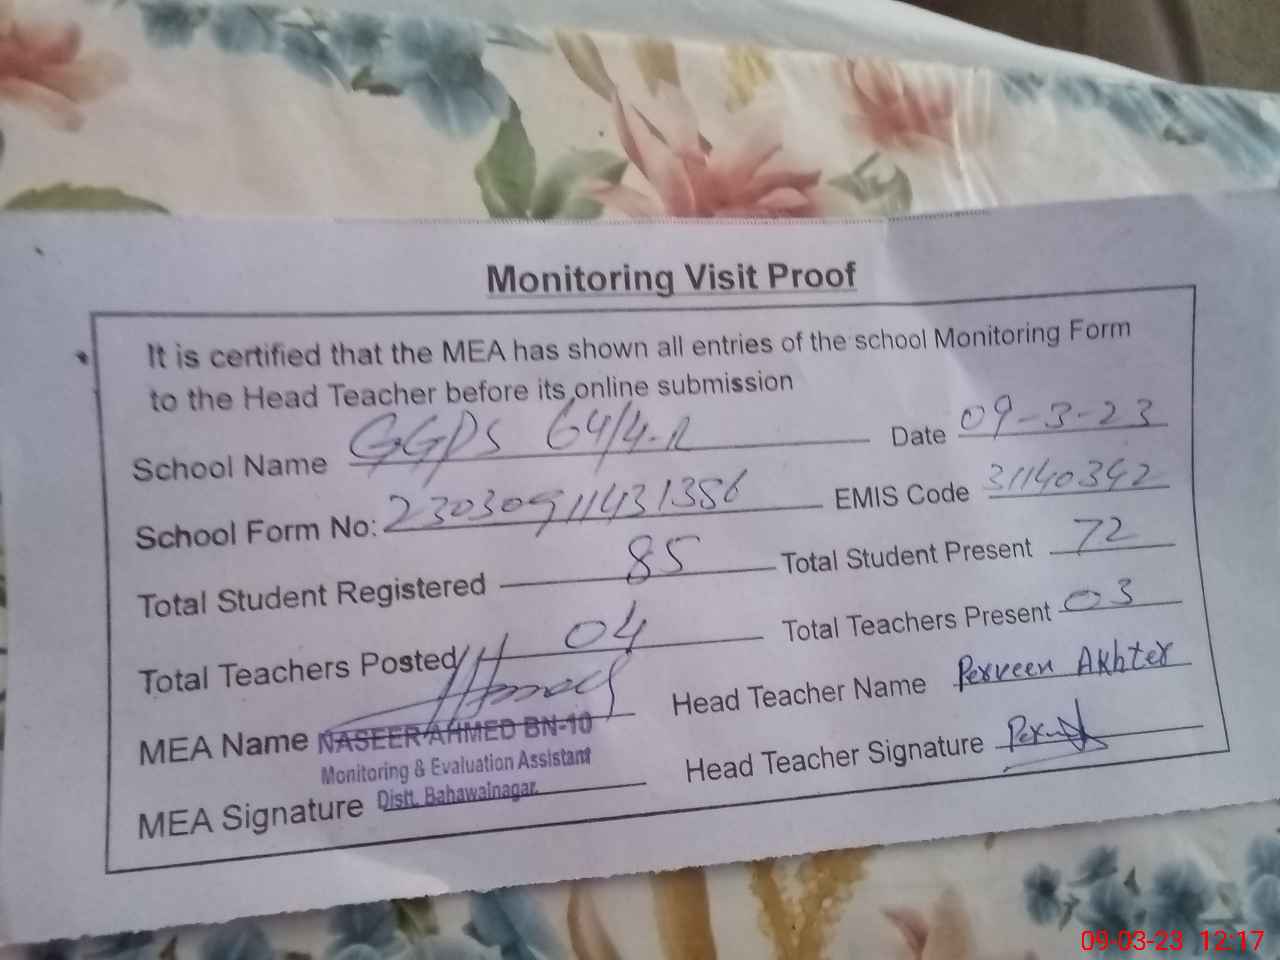 Monitoring Visit Proof
It is certified that the MEA has shown all entries of the school Monitoring Form
to the Head Teacher before its online submission
School Name GGPS 64/4-R Date 09-3-23
School Form No: 23030911431356 EMIS Code 31140342
Total Student Registered 85 Total Student Present 72
Total Teachers Posted 04 Total Teachers Present 03
MEA Name NASEER AHMED BN-10 Head Teacher Name Perveen Akhter
Monitoring & Evaluation Assistant
MEA Signature Distt. Bahawalnagar. Head Teacher Signature
09-03-23 12:17